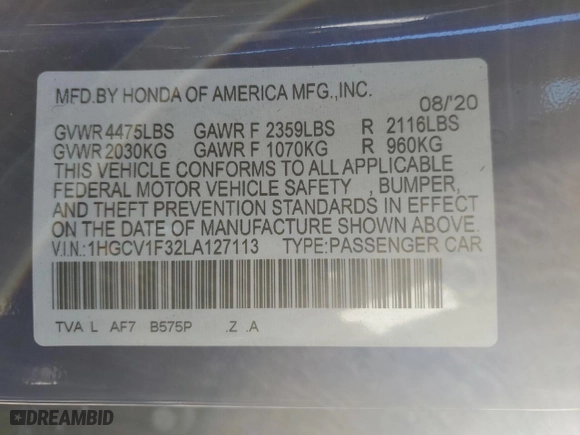 MFD.BY HONDA OF AMERICA MFG.,INC.
08/'20
GVWR 4475LBS GAWR F 2359LBS R 2116LBS
GVWR 2030KG GAWR F 1070KG R 960KG
THIS VEHICLE CONFORMS TO ALL APPLICABLE
FEDERAL MOTOR VEHICLE SAFETY , BUMPER,
AND THEFT PREVENTION STANDARDS IN EFFECT
ON THE DATE OF MANUFACTURE SHOWN ABOVE.
V.I.N.:1HGCV1F32LA127113 TYPE:PASSENGER CAR
TVA L AF7 B575P .Z .A
DREAMBID